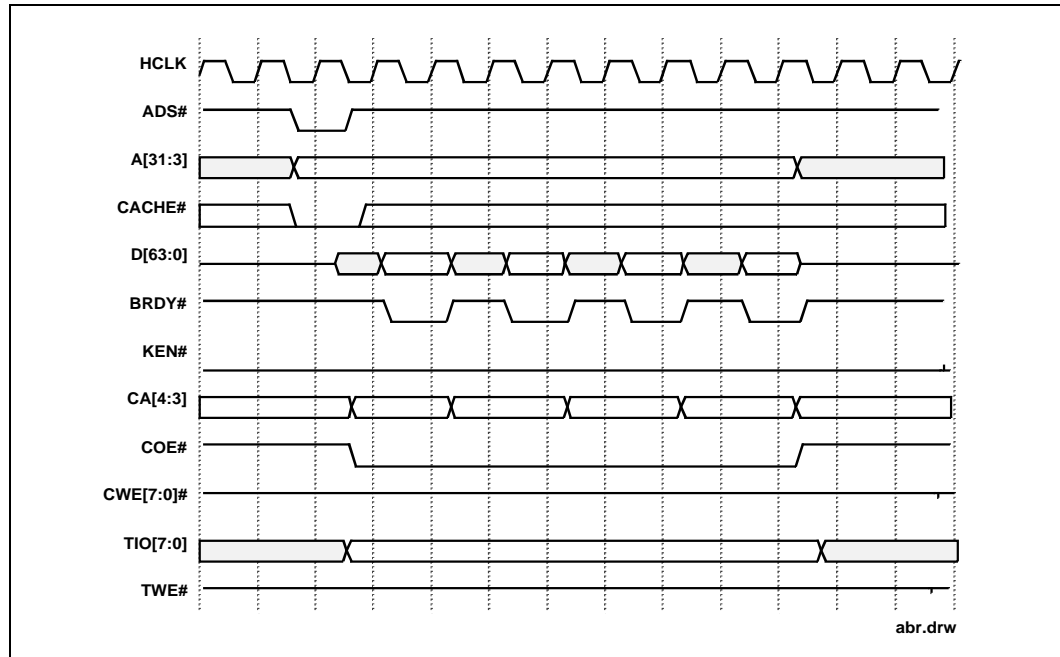 HCLK
ADS#
A[31:3]
CACHE#
D[63:0]
BRDY#
KEN#
CA[4:3]
COE#
CWE[7:0]#
TIO[7:0]
TWE#
abr.drw